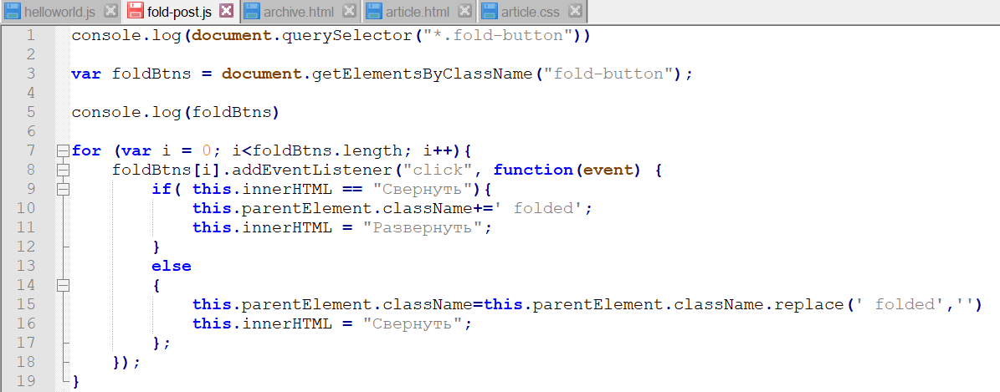 helloworld.js fold-post.js archive.html article.html article.css
1 console.log(document.querySelector("*.fold-button"))
2
3 var foldBtns = document.getElementsByClassName("fold-button");
4
5 console.log(foldBtns)
6
7 for (var i = 0; i<foldBtns.length; i++){
8 foldBtns[i].addEventListener("click", function(event) {
9 if( this.innerHTML == "Свернуть"){
10 this.parentElement.className+=' folded';
11 this.innerHTML = "Развернуть";
12 }
13 else
14 {
15 this.parentElement.className=this.parentElement.className.replace(' folded','')
16 this.innerHTML = "Свернуть";
17 };
18 });
19 }